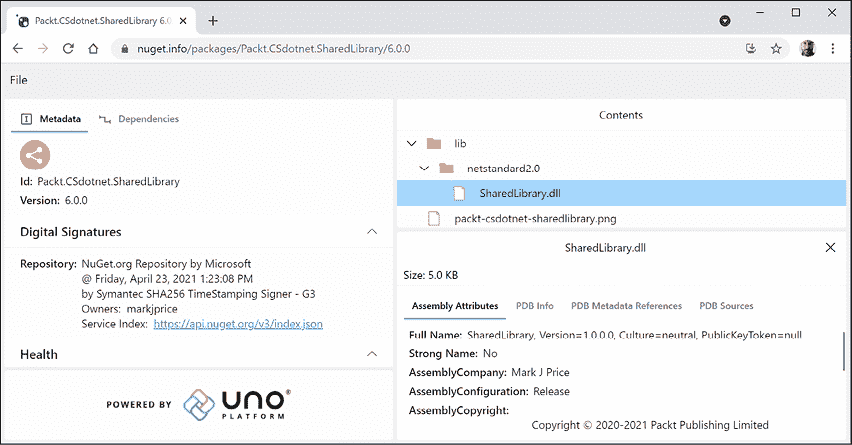 Packt.CSdotnet.SharedLibrary 6.0
nuget.info/packages/Packt.CSdotnet.SharedLibrary/6.0.0
File
Metadata
Dependencies
Id: Packt.CSdotnet.SharedLibrary
Version: 6.0.0
Digital Signatures
Repository: NuGet.org Repository by Microsoft
@ Friday, April 23, 2021 1:23:08 PM
by Symantec SHA256 TimeStamping Signer - G3
Owners: markjprice
Service Index: https://api.nuget.org/v3/index.json
Health
POWERED BY
UNO®
PLATFORM
Contents
lib
netstandard2.0
SharedLibrary.dll
packt-csdotnet-sharedlibrary.png
SharedLibrary.dll
Size: 5.0 KB
Assembly Attributes
PDB Info
PDB Metadata References
PDB Sources
Full Name: SharedLibrary, Version=1.0.0.0, Culture=neutral, PublicKeyToken=null
Strong Name: No
AssemblyCompany: Mark J Price
AssemblyConfiguration: Release
AssemblyCopyright:
Copyright © 2020-2021 Packt Publishing Limited